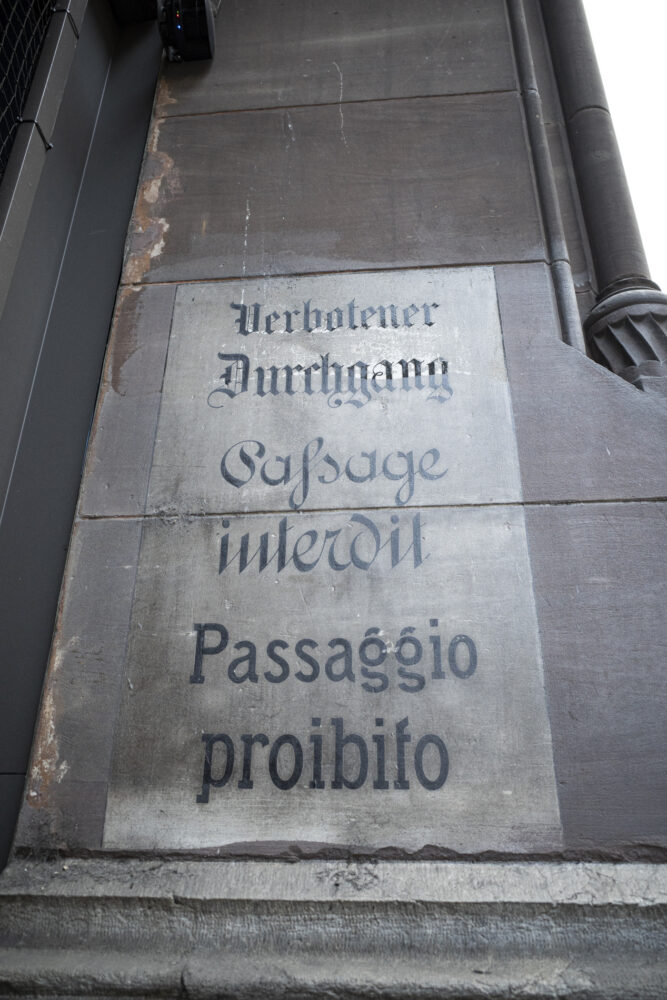 Verbotener
Durchgang
Passage
interdit
Passaggio
proibito